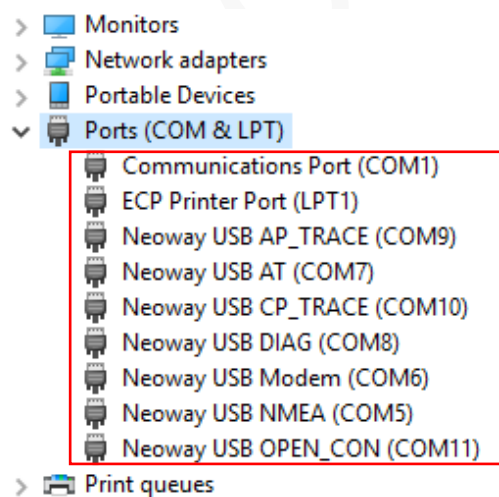 Monitors
Network adapters
Portable Devices
Ports (COM & LPT)
Communications Port (COM1)
ECP Printer Port (LPT1)
Neoway USB AP_TRACE (COM9)
Neoway USB AT (COM7)
Neoway USB CP_TRACE (COM10)
Neoway USB DIAG (COM8)
Neoway USB Modem (COM6)
Neoway USB NMEA (COM5)
Neoway USB OPEN_CON (COM11)
Print queues